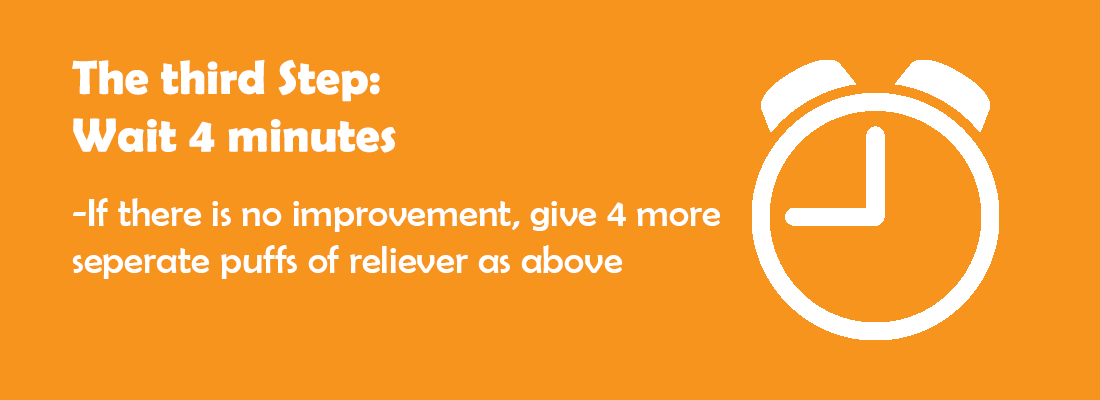 The third Step:
Wait 4 minutes
-If there is no improvement, give 4 more
seperate puffs of reliever as above